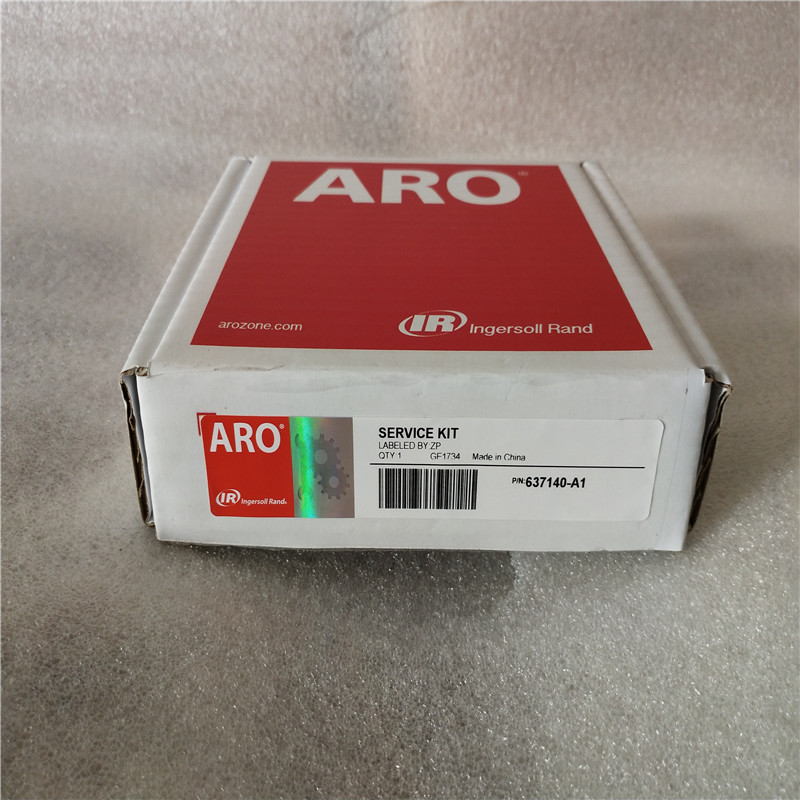 ARO®
arozone.com
IR Ingersoll Rand
ARO®
IR Ingersoll Rand®
SERVICE KIT
LABELED BY:ZP
QTY 1 GF1734 Made in China
P/N:637140-A1